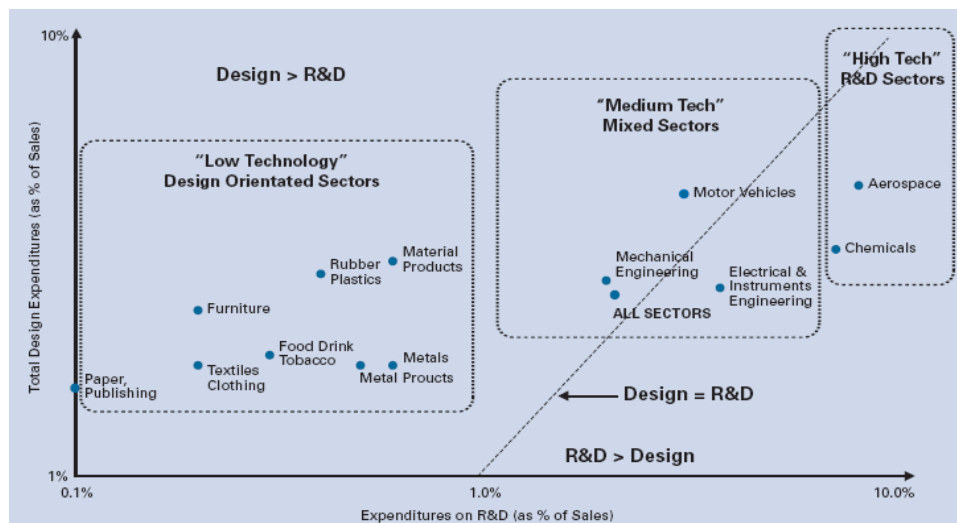 10%
Design > R&D
"High Tech"
R&D Sectors
"Medium Tech"
Mixed Sectors
"Low Technology"
Design Orientated Sectors
Total Design Expenditures (as % of Sales)
Motor Vehicles
Aerospace
Material
Products
Rubber
Plastics
Mechanical
Engineering
Chemicals
Electrical &
Instruments
Engineering
Furniture
ALL SECTORS
Food Drink
Tobacco
Metals
Metal Proucts
Textiles
Clothing
Paper,
Publishing
Design = R&D
R&D > Design
1%
0.1%
1.0%
10.0%
Expenditures on R&D (as % of Sales)